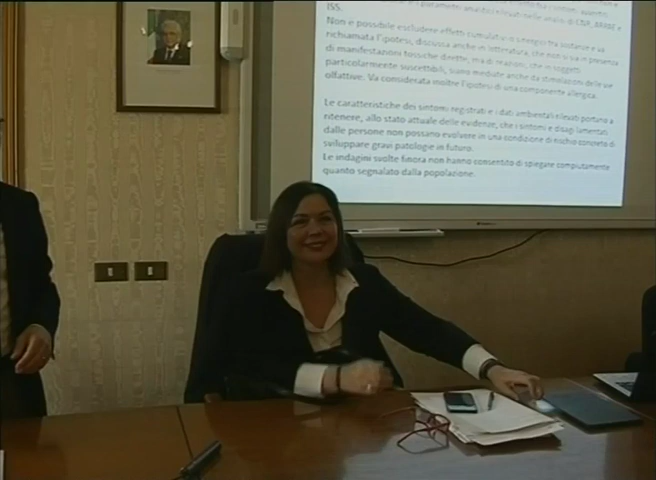 ISS.
Non è possibile escludere effetti cumulativi o sinergici tra sostanze e va
richiamata l'ipotesi, discussa anche in letteratura, che non si sia in presenza
di manifestazioni tossiche dirette, ma di reazioni, che in soggetti
particolarmente suscettibili, siano mediate anche da stimolazioni delle vie
olfattive. Va considerata inoltre l'ipotesi di una componente allergica.
Le caratteristiche dei sintomi registrati e i dati ambientali rilevati portano a
ritenere, allo stato attuale delle evidenze, che i sintomi e disagi lamentati
dalle persone non possano evolvere in una condizione di rischio concreto di
sviluppare gravi patologie in futuro.
Le indagini svolte finora non hanno consentito di spiegare compiutamente
quanto segnalato dalla popolazione.